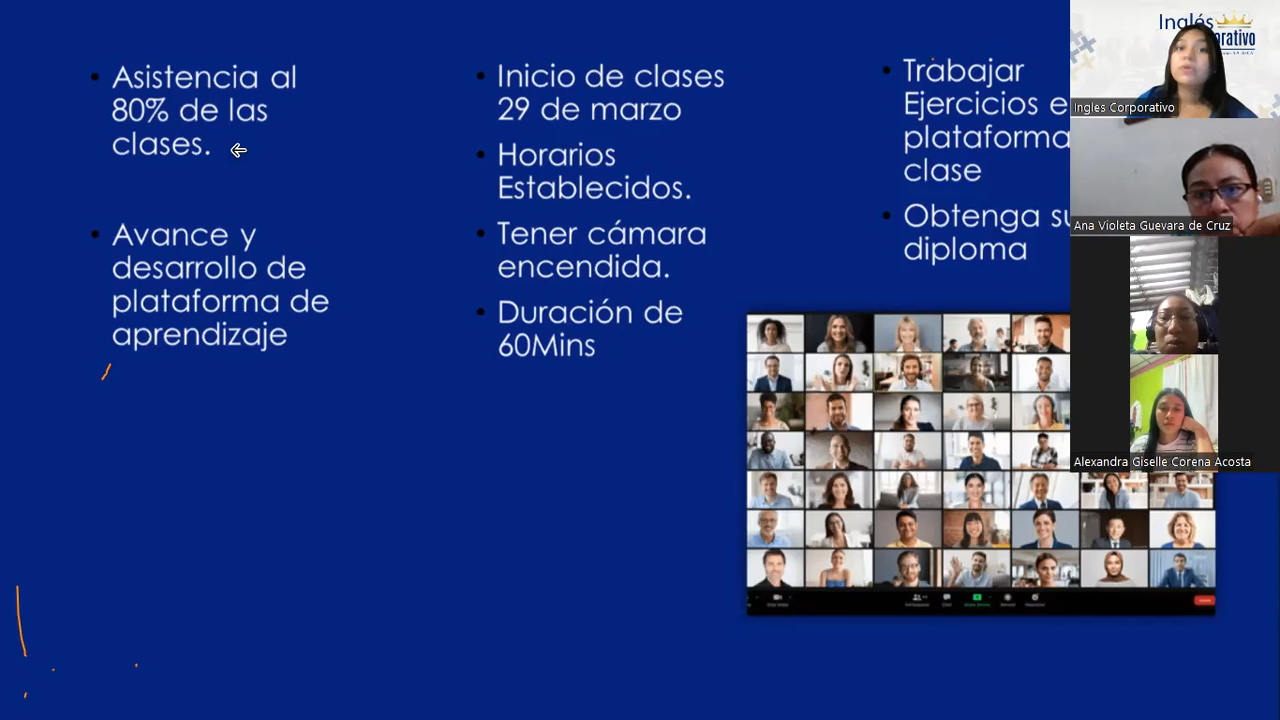 Asistencia al
80% de las
clases.
Avance y
desarrollo de
plataforma de
aprendizaje
Inicio de clases
29 de marzo
Horarios
Establecidos.
Tener cámara
encendida.
Duración de
60Mins
Trabajar
Ejercicios e
plataforma
clase
Obtenga su
diploma
Inglés
orativo
Ingles Corporativo
Ana Violeta Guevara de Cruz
Alexandra Giselle Corena Acosta